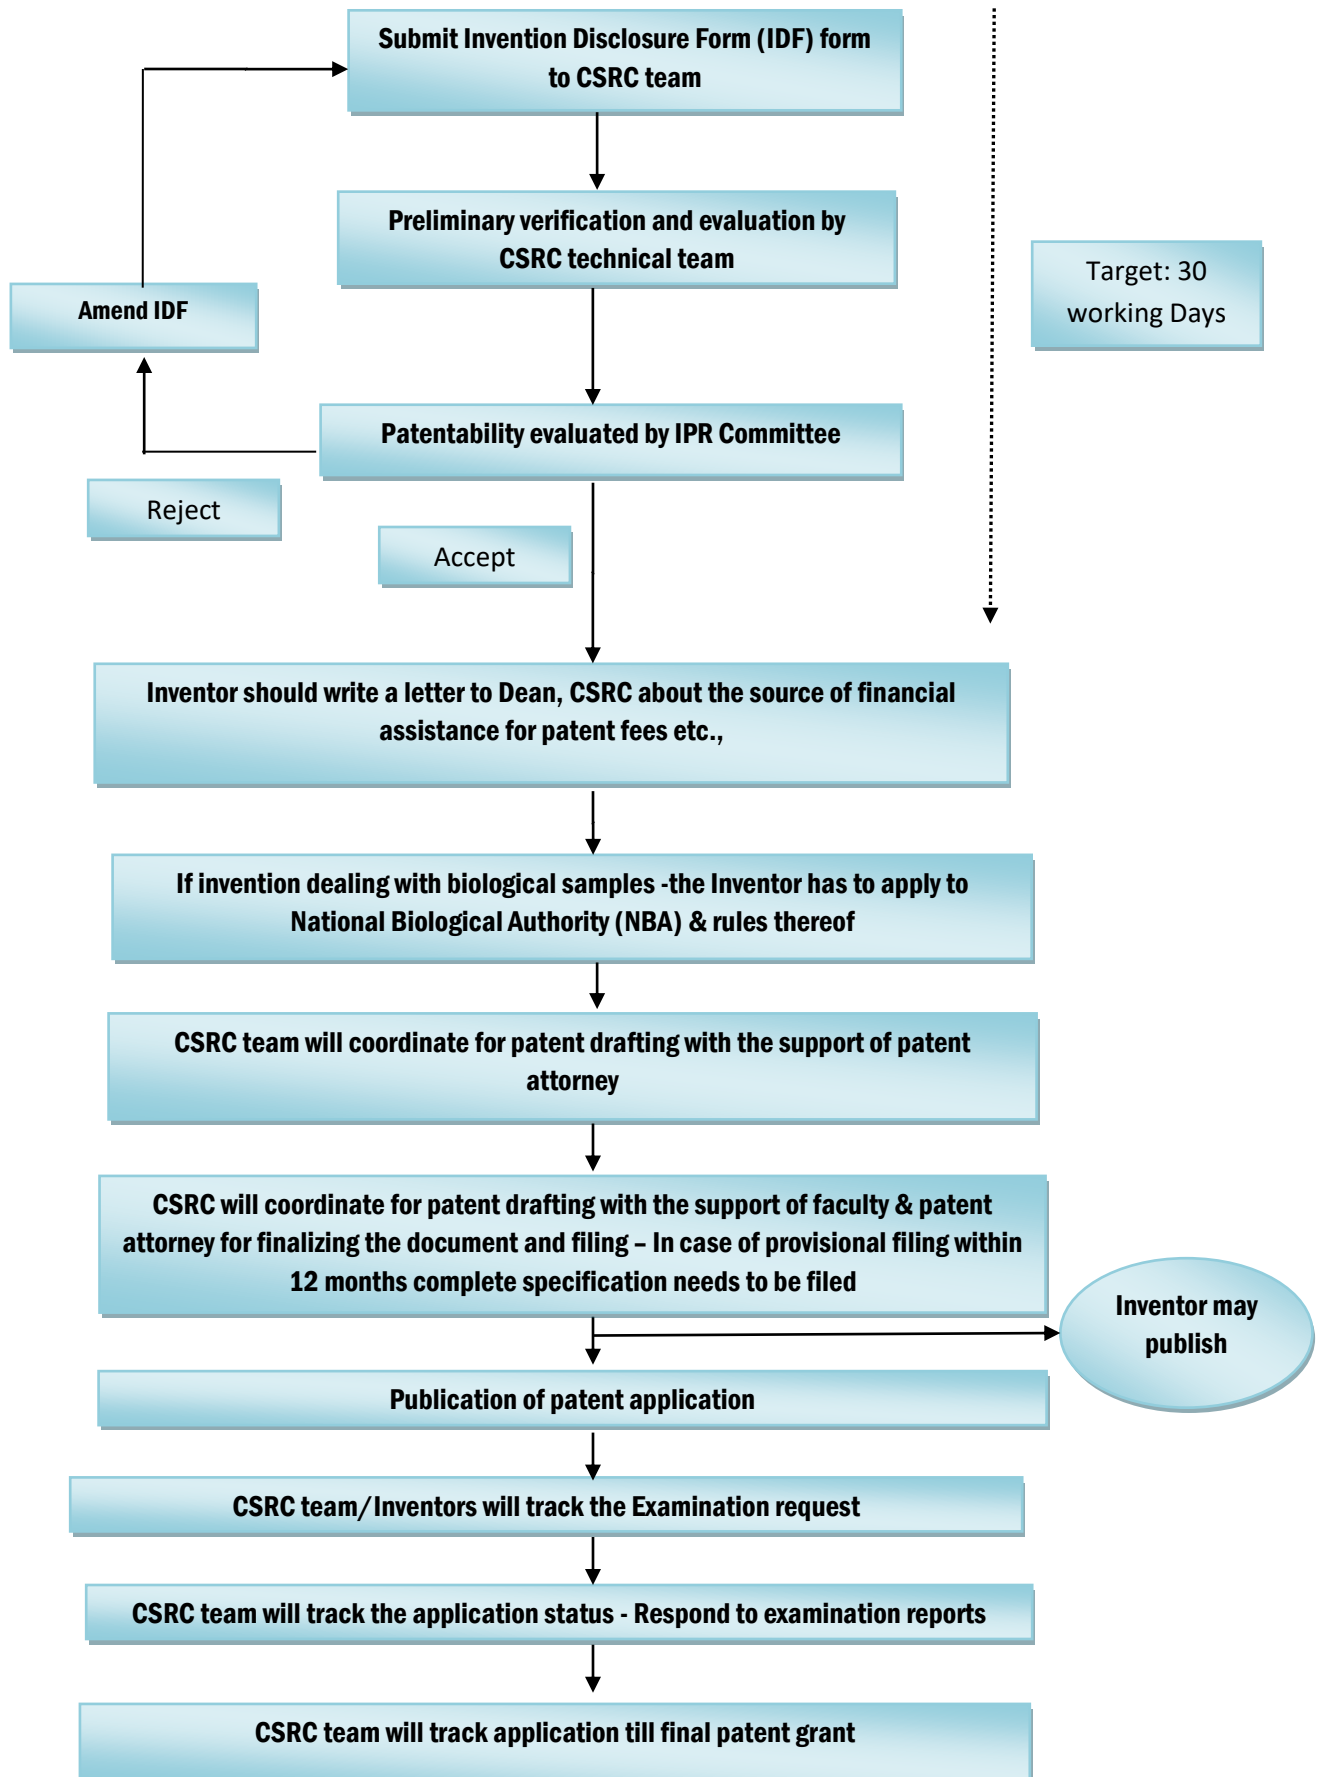 Submit Invention Disclosure Form (IDF) form
to CSRC team
Preliminary verification and evaluation by
CSRC technical team
Target: 30
working Days
Amend IDF
Patentability evaluated by IPR Committee
Reject
Accept
Inventor should write a letter to Dean, CSRC about the source of financial
assistance for patent fees etc.,
If invention dealing with biological samples -the Inventor has to apply to
National Biological Authority (NBA) & rules thereof
CSRC team will coordinate for patent drafting with the support of patent
attorney
CSRC will coordinate for patent drafting with the support of faculty & patent
attorney for finalizing the document and filing – In case of provisional filing within
12 months complete specification needs to be filed
Inventor may
publish
Publication of patent application
CSRC team/Inventors will track the Examination request
CSRC team will track the application status - Respond to examination reports
CSRC team will track application till final patent grant